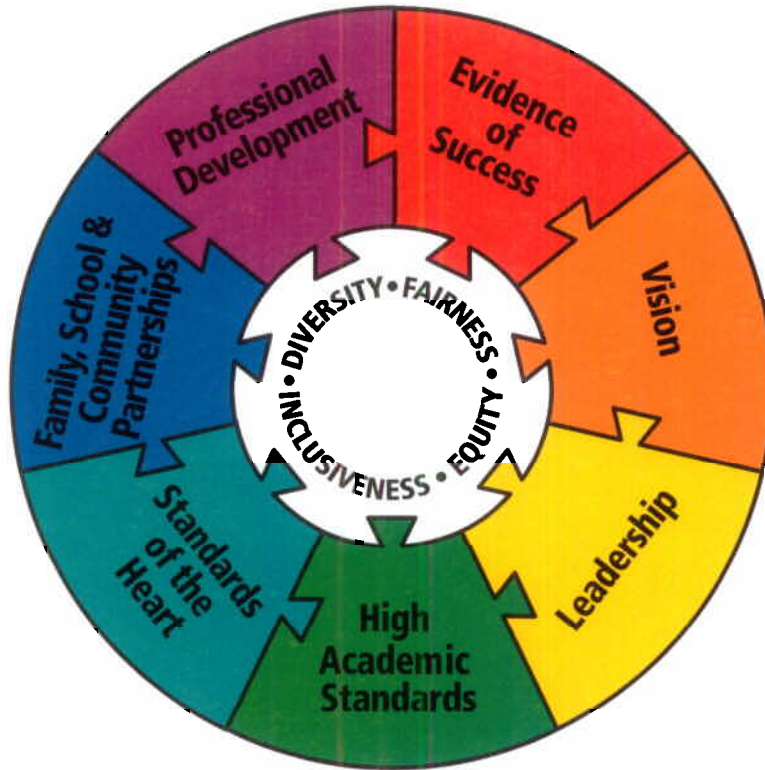 Professional
Development
Evidence
of
Success
Vision
Leadership
High
Academic
Standards
Standards
of the
Heart
Family, School &
Community
Partnerships
DIVERSITY • FAIRNESS • EQUITY • INCLUSIVENESS •